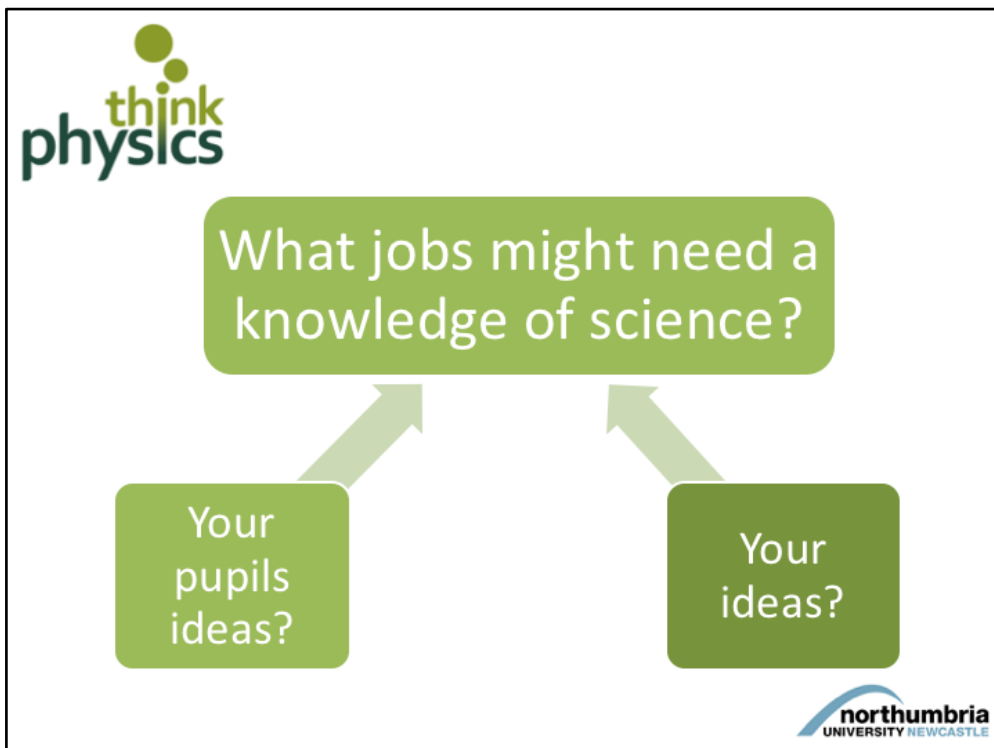 think
physics
What jobs might need a
knowledge of science?
Your
pupils
ideas?
Your
ideas?
northumbria
UNIVERSITY NEWCASTLE